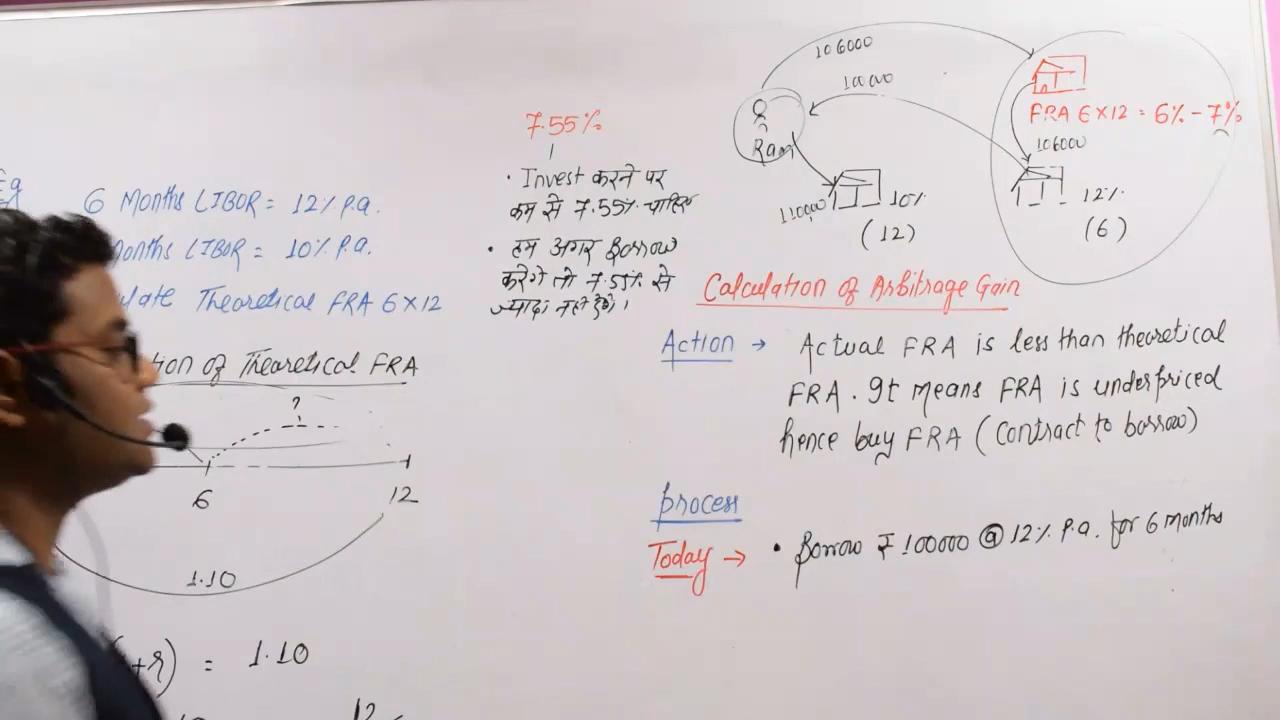 Eg
6 Months LIBOR = 12% P.a.
Months LIBOR = 10% P.a.
ulate Theoretical FRA 6×12
tion of Theoretical FRA
?
6
12
1.10
+r) = 1.10
12
7.55%
• Invest करने पर
कम से 7.55% चाहिए
• हम अगर Borrow
करेंगे तो 7.55% से
ज्यादा नहीं देंगे।
106000
100000
Ram
110000
10%
(12)
FRA 6×12 = 6% - 7%
106000
12%
(6)
Calculation of Arbitrage Gain
Action → Actual FRA is less than theoretical
FRA. It means FRA is underpriced
hence buy FRA (Contract to borrow)
Process
Today → • Borrow ₹ 100000 @ 12% P.a. for 6 Months